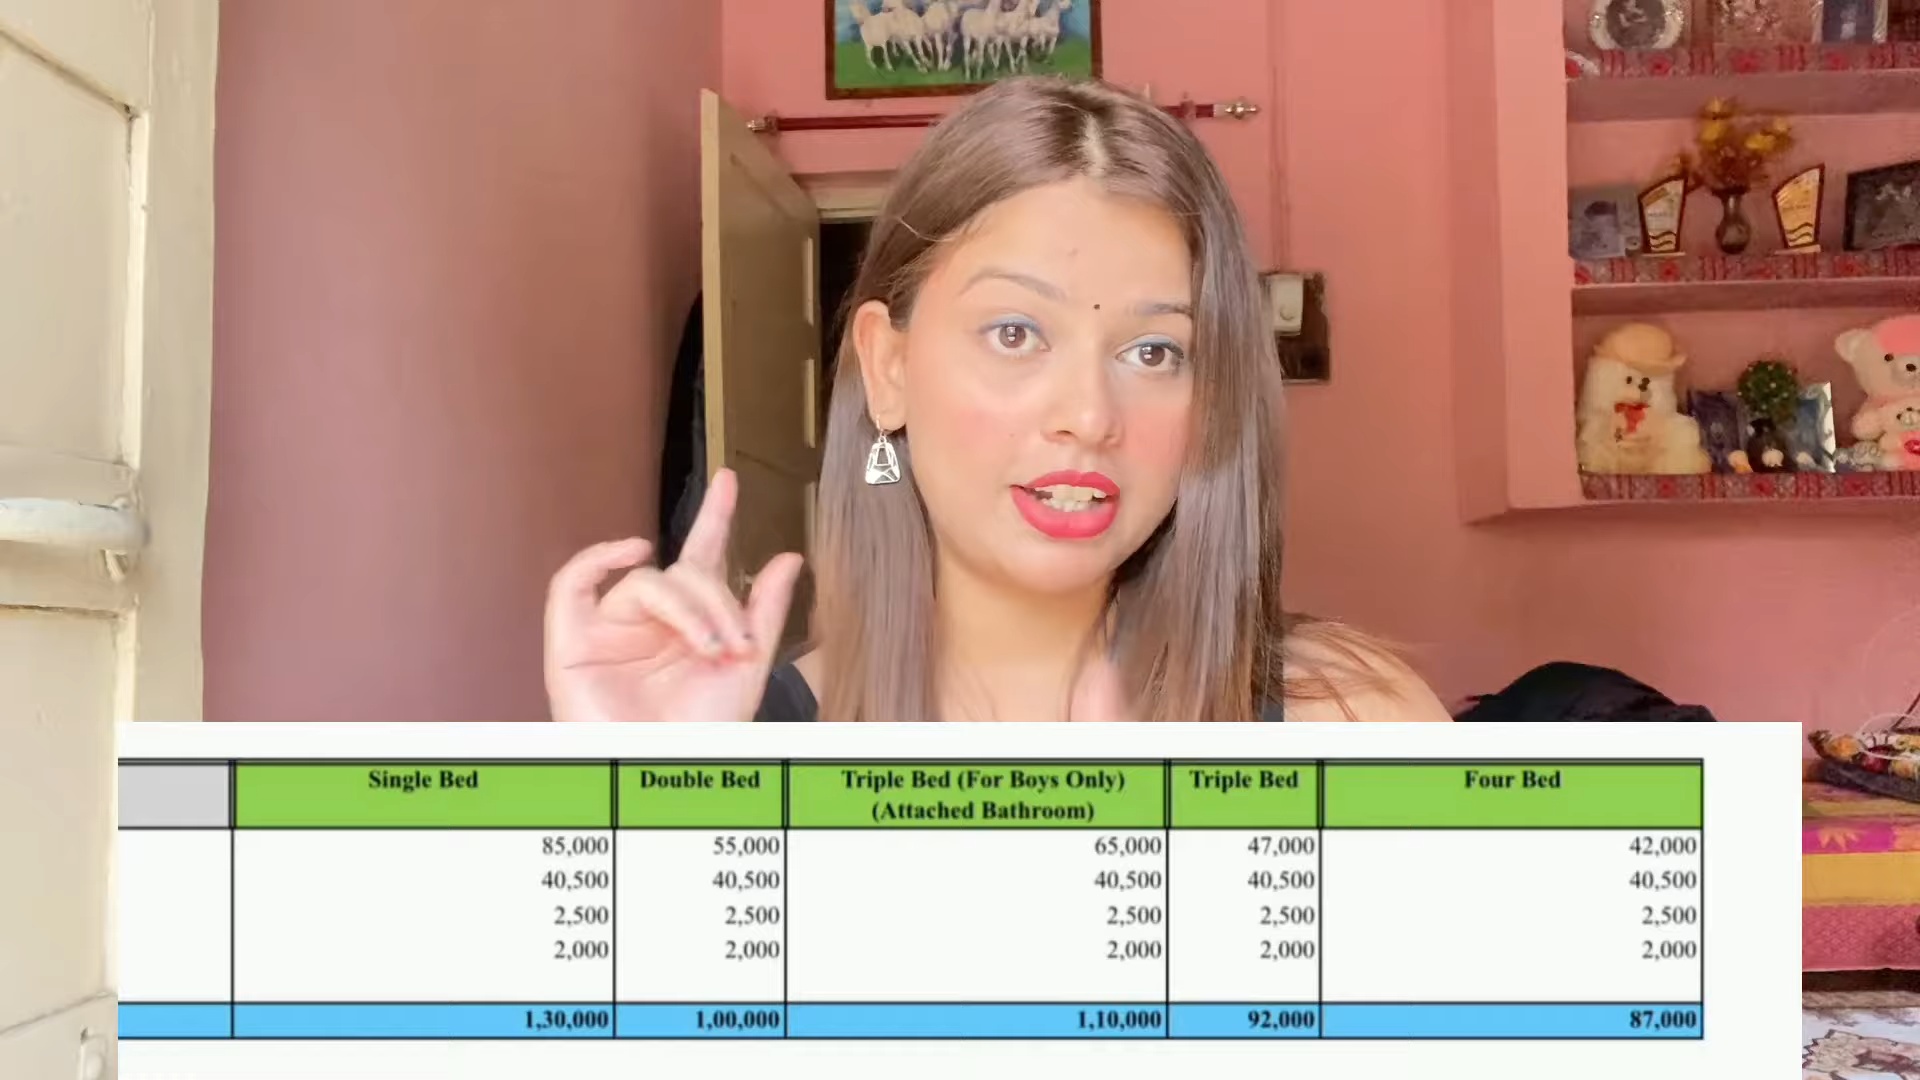 Single Bed Double Bed Triple Bed (For Boys Only) Triple Bed Four Bed
(Attached Bathroom)
85,000 55,000 65,000 47,000 42,000
40,500 40,500 40,500 40,500 40,500
2,500 2,500 2,500 2,500 2,500
2,000 2,000 2,000 2,000 2,000
1,30,000 1,00,000 1,10,000 92,000 87,000